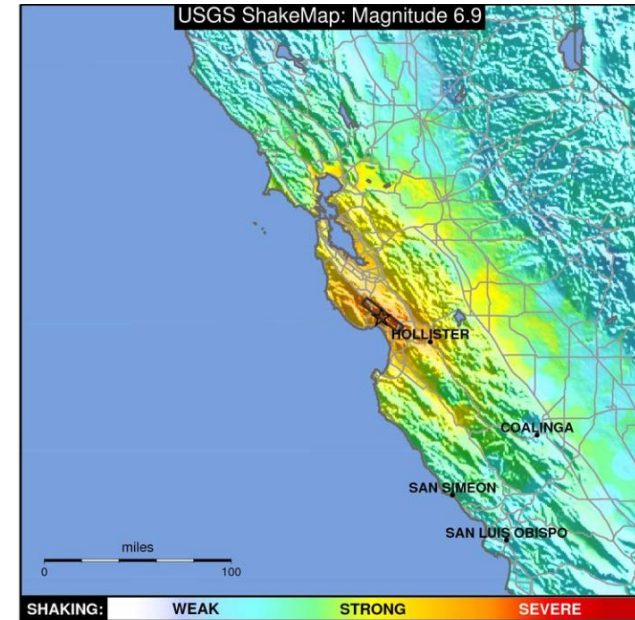 USGS ShakeMap: Magnitude 6.9
HOLLISTER
COALINGA
SAN SIMEON
SAN LUIS OBISPO
miles
0 100
SHAKING: WEAK STRONG SEVERE